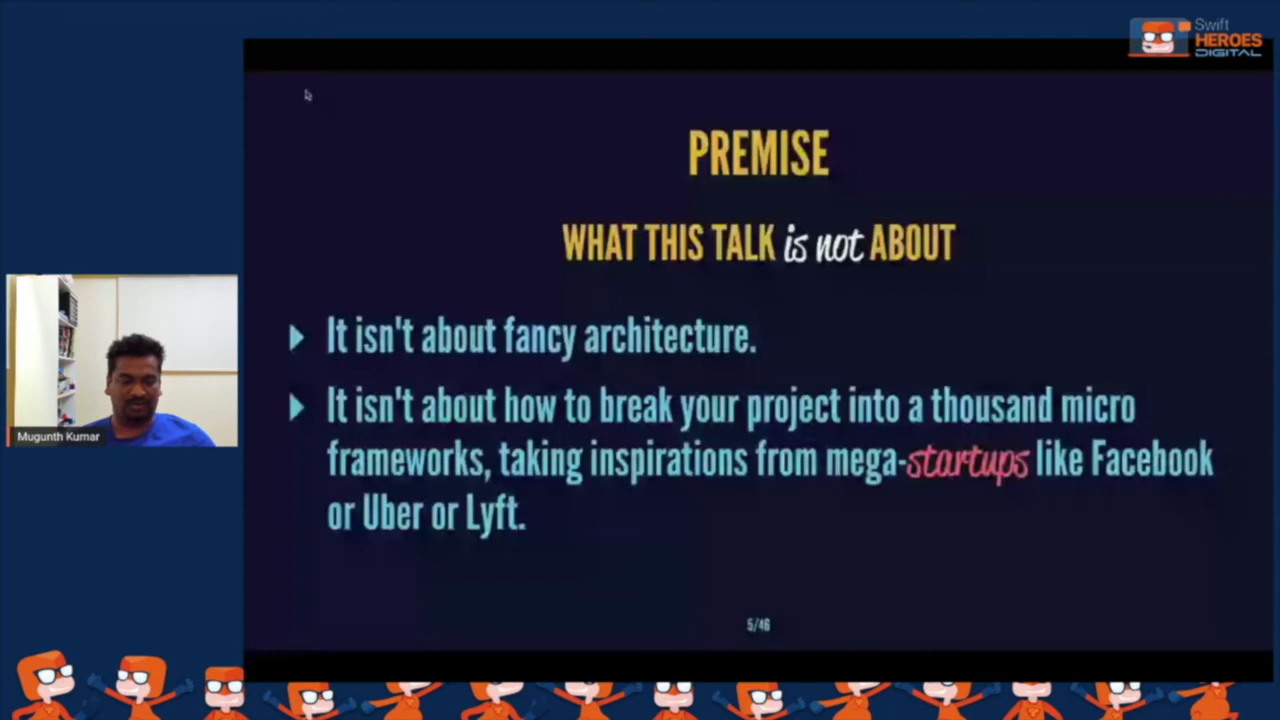 Swift
HEROES
DIGITAL
PREMISE
WHAT THIS TALK is not ABOUT
It isn't about fancy architecture.
It isn't about how to break your project into a thousand micro
frameworks, taking inspirations from mega-startups like Facebook
or Uber or Lyft.
Mugunth Kumar
5/46